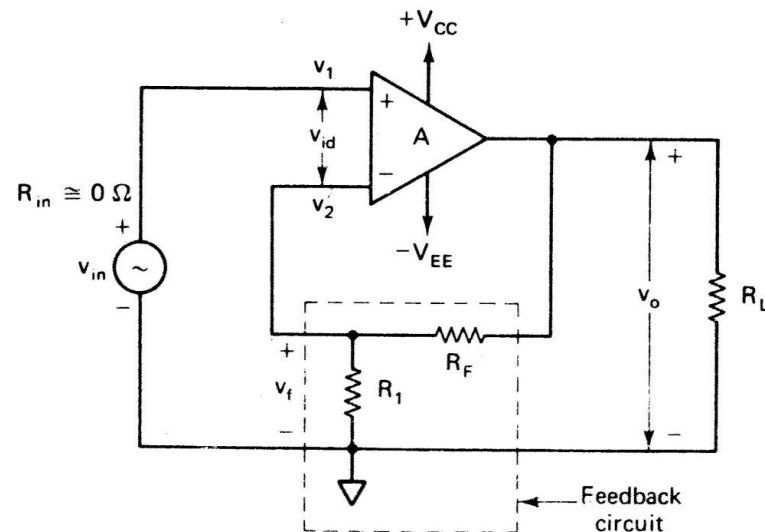 +V_CC
v_1
+
v_id
A
−
v_2
R_in ≅ 0 Ω
+
v_in
~
−
−V_EE
+
v_o
−
R_L
+
v_f
−
R_1
R_F
Feedback
circuit